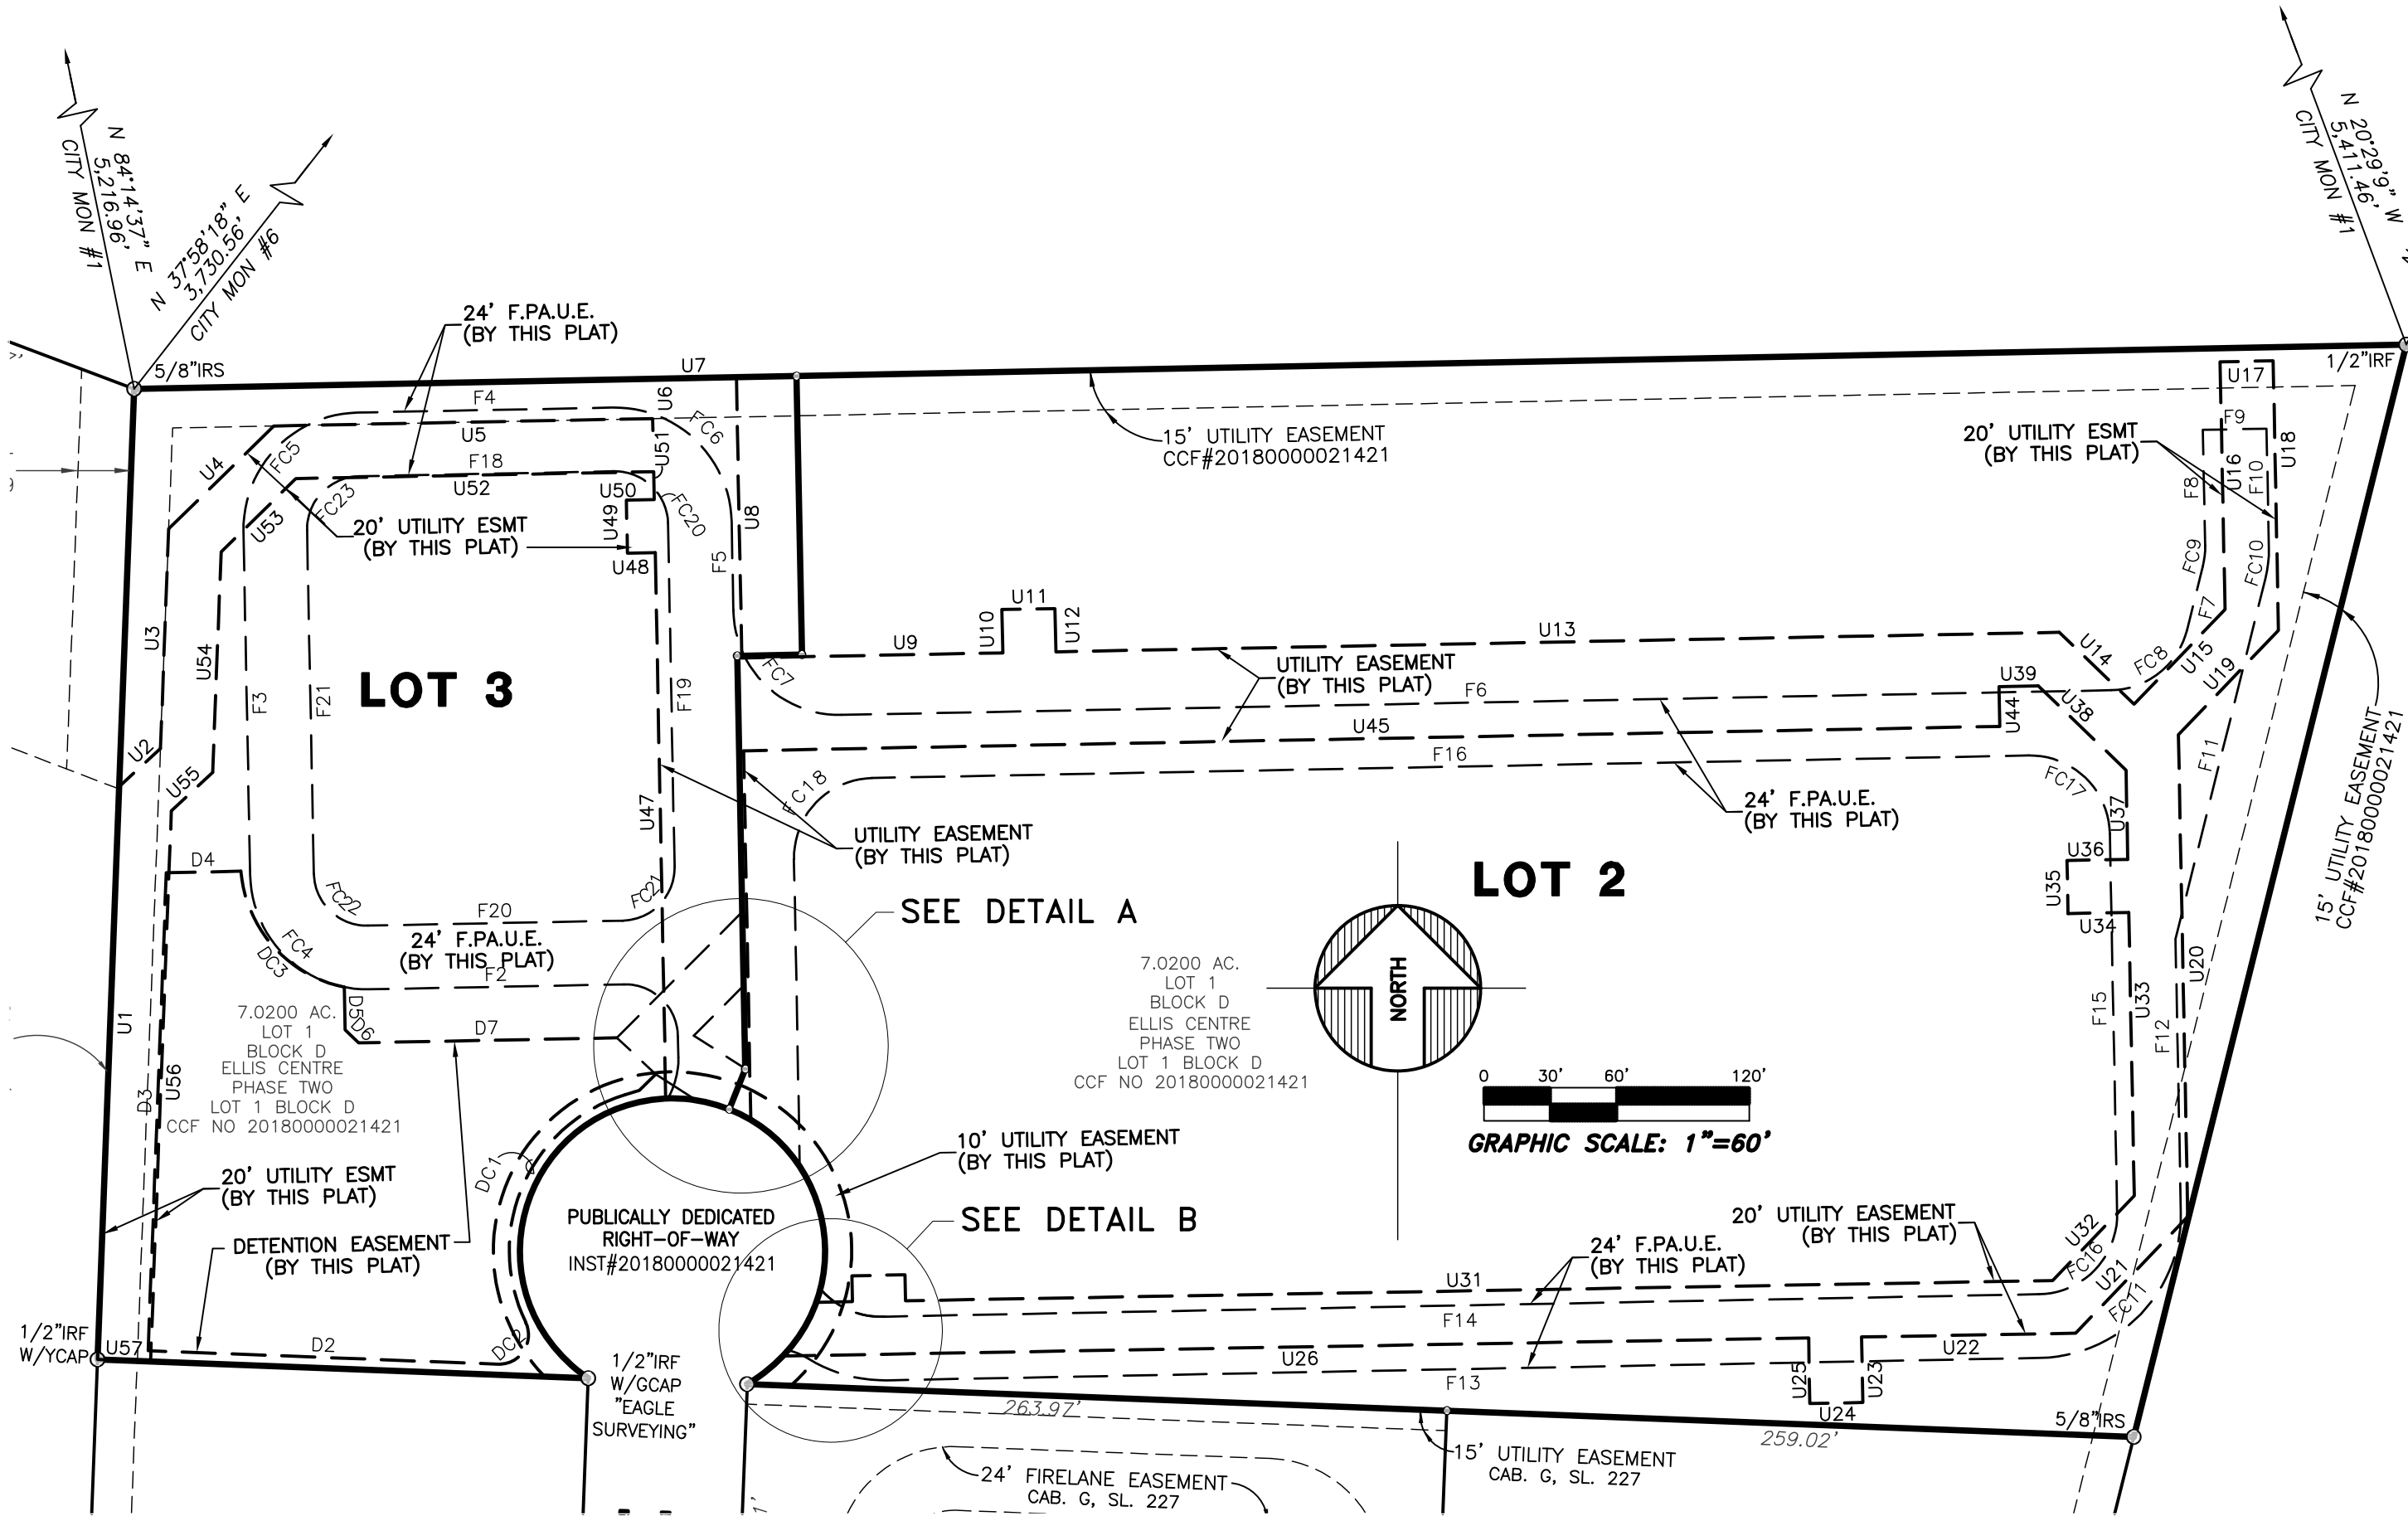 N 84°14'37" E
5,216.96'
CITY MON #1
N 37°58'18" E
3,730.56'
CITY MON #6
N 20°29'9" W
5,411.46'
CITY MON #1
24' F.PA.U.E.
(BY THIS PLAT)
5/8"IRS
U7
1/2"IRF
F4
U6
FC6
U17
U5
U51
15' UTILITY EASEMENT
CCF#20180000021421
F9
20' UTILITY ESMT
(BY THIS PLAT)
U18
U4
FC5
F18
U52
U50
FC23
U49
FC20
U8
F8
U16
F10
U53
20' UTILITY ESMT
(BY THIS PLAT)
U48
F5
FC9
FC10
U3
U54
U10
U11
U12
F7
U9
U13
U14
FC8
U15
U19
LOT 3
F3
F21
F19
FC7
UTILITY EASEMENT
(BY THIS PLAT)
F6
U39
U38
U44
U2
U45
F16
F11
15' UTILITY EASEMENT
CCF#20180000021421
U55
FC18
FC17
24' F.PA.U.E.
(BY THIS PLAT)
U47
U37
UTILITY EASEMENT
(BY THIS PLAT)
D4
U36
LOT 2
U35
FC22
FC21
F20
SEE DETAIL A
U34
24' F.PA.U.E.
(BY THIS PLAT)
FC4
DC3
F2
7.0200 AC.
LOT 1
BLOCK D
ELLIS CENTRE
PHASE TWO
LOT 1 BLOCK D
CCF NO 20180000021421
NORTH
U20
U33
F15
F12
U1
7.0200 AC.
LOT 1
BLOCK D
ELLIS CENTRE
PHASE TWO
LOT 1 BLOCK D
CCF NO 20180000021421
D5
D6
D7
U56
D3
0 30' 60' 120'
GRAPHIC SCALE: 1"=60'
10' UTILITY EASEMENT
(BY THIS PLAT)
DC1
20' UTILITY ESMT
(BY THIS PLAT)
PUBLICALLY DEDICATED
RIGHT-OF-WAY
INST#20180000021421
SEE DETAIL B
20' UTILITY EASEMENT
(BY THIS PLAT)
U32
DETENTION EASEMENT
(BY THIS PLAT)
24' F.PA.U.E.
(BY THIS PLAT)
FC16
U21
U31
FC11
F14
1/2"IRF
W/YCAP
U57
D2
DC2
U26
U22
1/2"IRF
W/GCAP
"EAGLE
SURVEYING"
F13
U25
U23
U24
263.97'
259.02'
5/8"IRS
15' UTILITY EASEMENT
CAB. G, SL. 227
24' FIRELANE EASEMENT
CAB. G, SL. 227